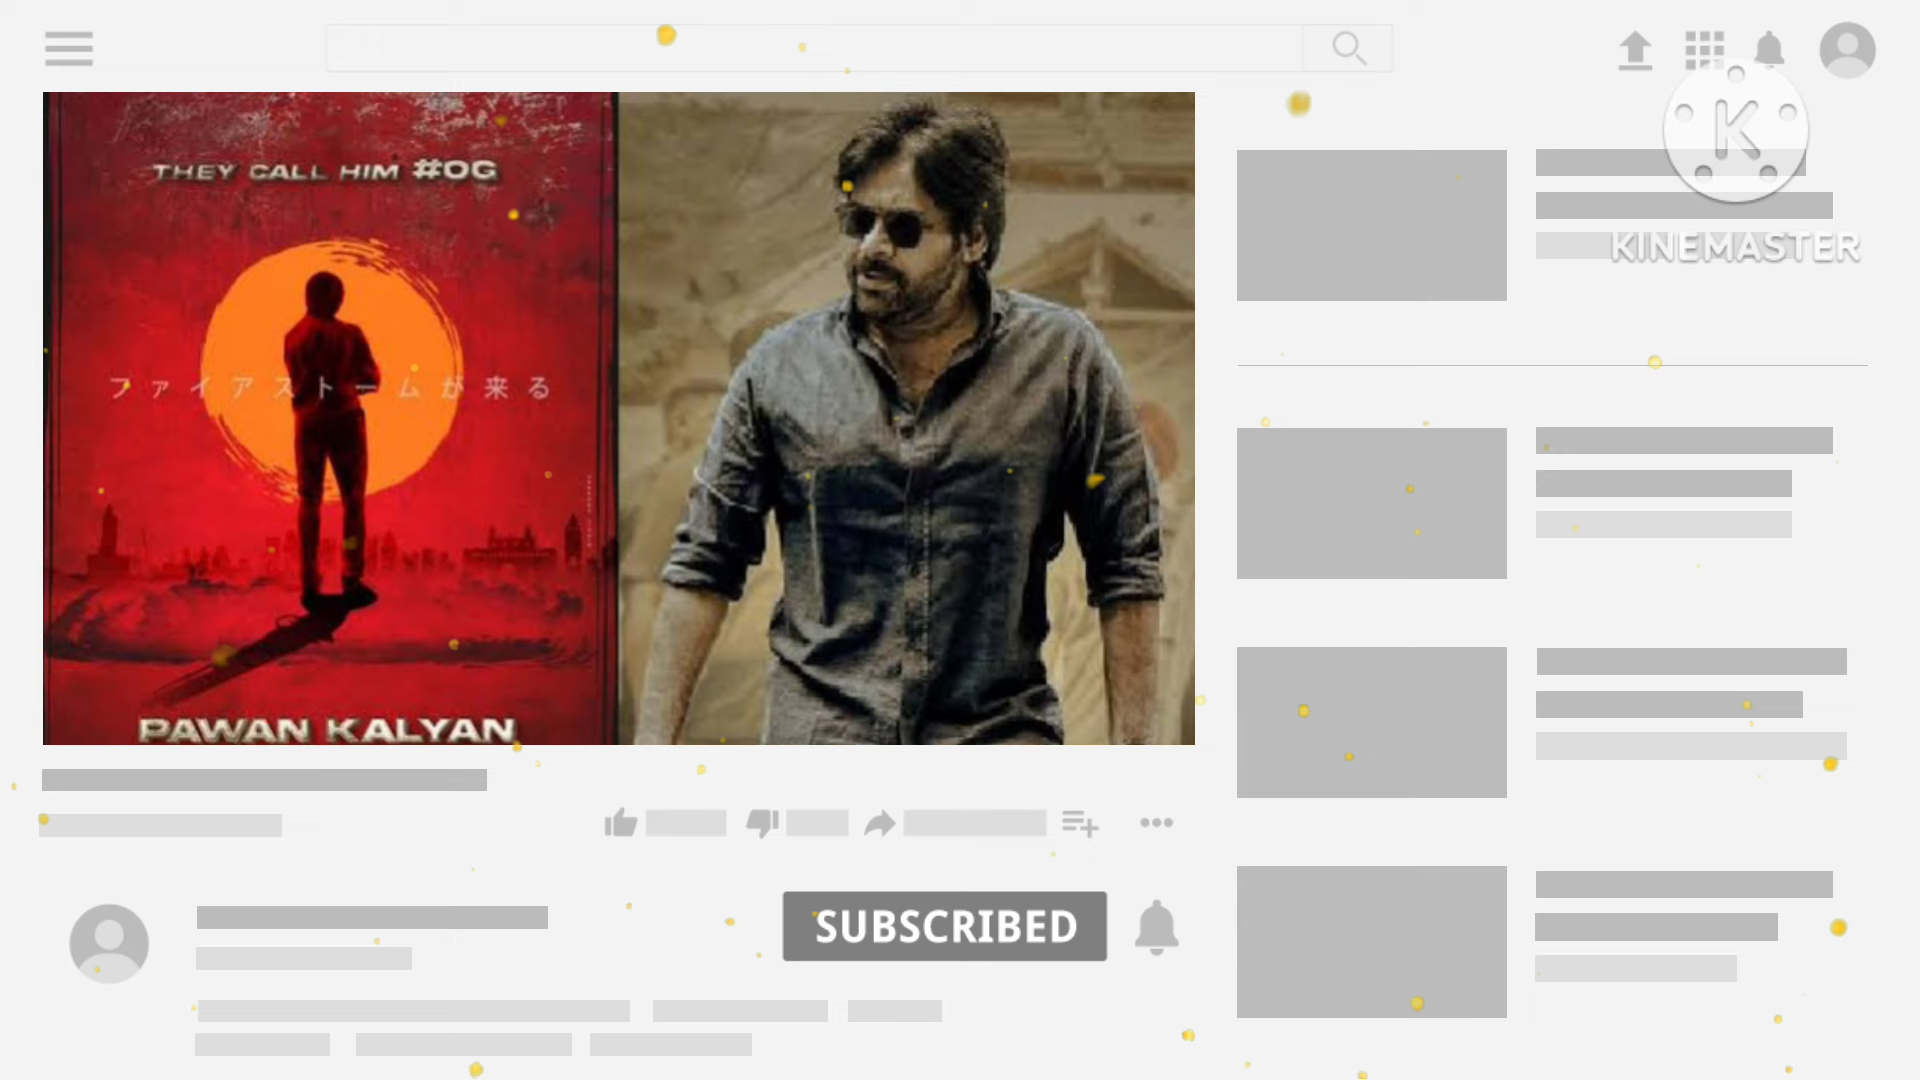 K
KINEMASTER
THEY CALL HIM #OG
ファイアストームが来る
PAWAN KALYAN
SUBSCRIBED